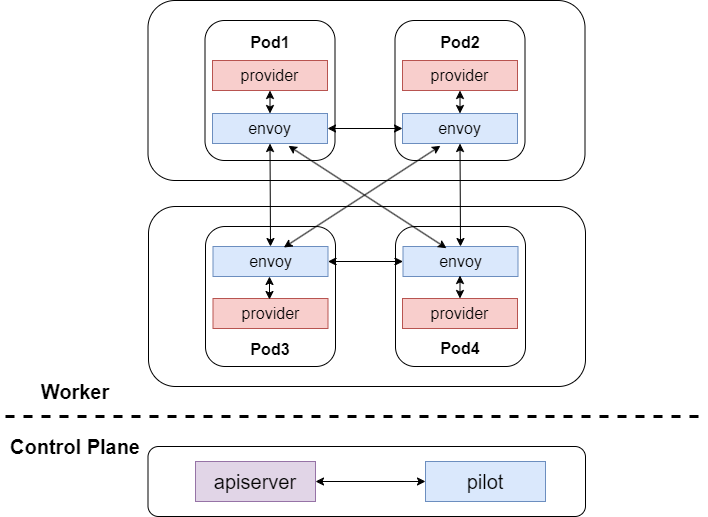 Pod1
Pod2
provider
provider
envoy
envoy
envoy
envoy
provider
provider
Pod3
Pod4
Worker
Control Plane
apiserver
pilot